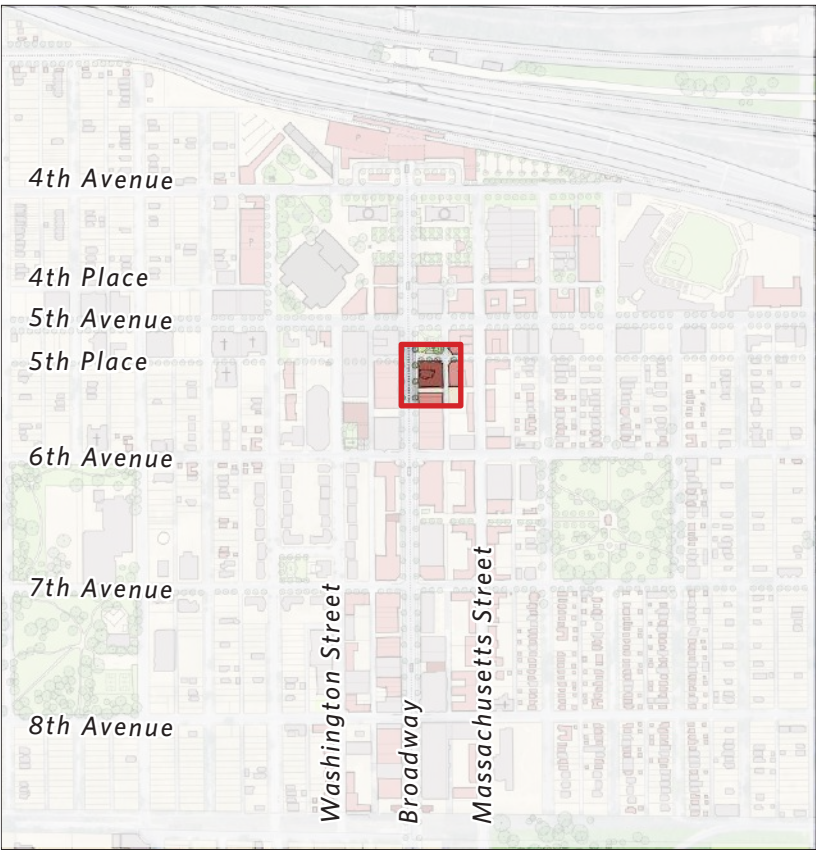 4th Avenue
4th Place
5th Avenue
5th Place
6th Avenue
7th Avenue
8th Avenue
Washington Street
Broadway
Massachusetts Street